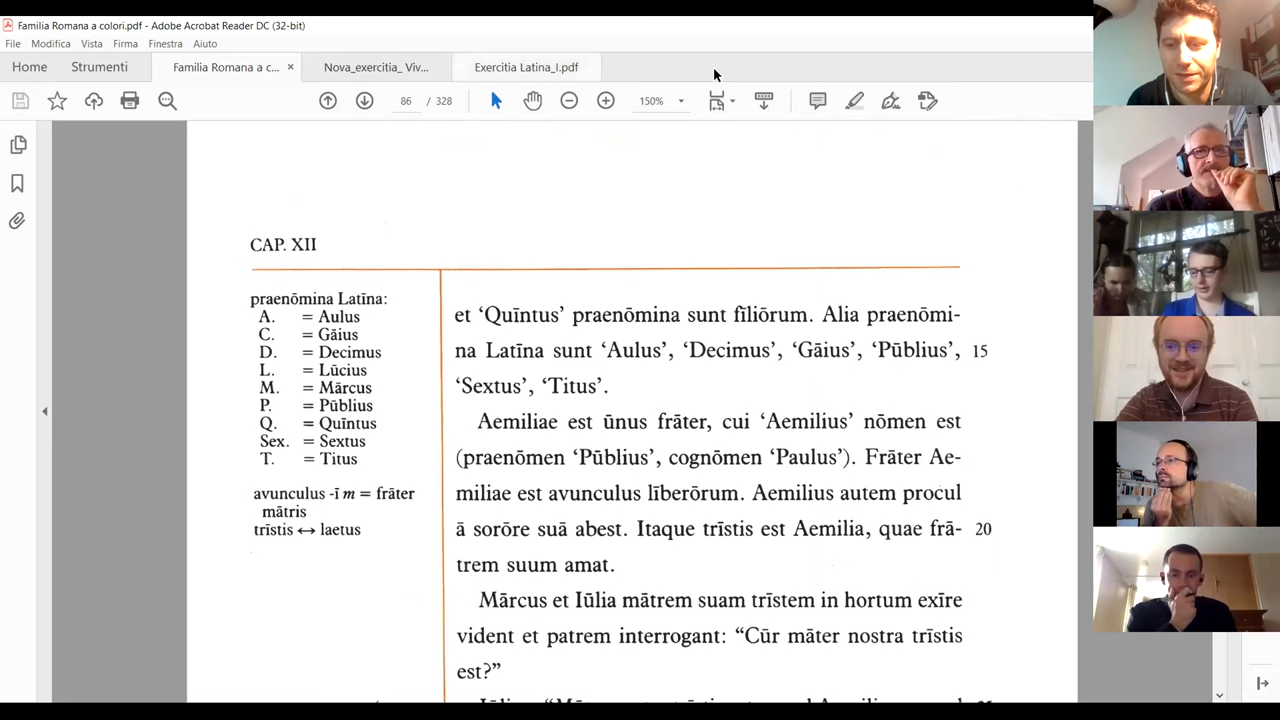 Familia Romana a colori.pdf - Adobe Acrobat Reader DC (32-bit)
File Modifica Vista Firma Finestra Aiuto
Home Strumenti Familia Romana a c... × Nova_exercitia_ Viv... Exercitia Latina_I.pdf
86 / 328 150%
CAP. XII
praenōmina Latīna:
A. = Aulus
C. = Gāius
D. = Decimus
L. = Lūcius
M. = Mārcus
P. = Pūblius
Q. = Quīntus
Sex. = Sextus
T. = Titus
avunculus -ī m = frāter
mātris
trīstis ↔ laetus
et ‘Quīntus’ praenōmina sunt fīliōrum. Alia praenōmi-
na Latīna sunt ‘Aulus’, ‘Decimus’, ‘Gāius’, ‘Pūblius’, 15
‘Sextus’, ‘Titus’.
Aemiliae est ūnus frāter, cui ‘Aemilius’ nōmen est
(praenōmen ‘Pūblius’, cognōmen ‘Paulus’). Frāter Ae-
miliae est avunculus līberōrum. Aemilius autem procul
ā sorōre suā abest. Itaque trīstis est Aemilia, quae frā- 20
trem suum amat.
Mārcus et Iūlia mātrem suam trīstem in hortum exīre
vident et patrem interrogant: “Cūr māter nostra trīstis
est?”